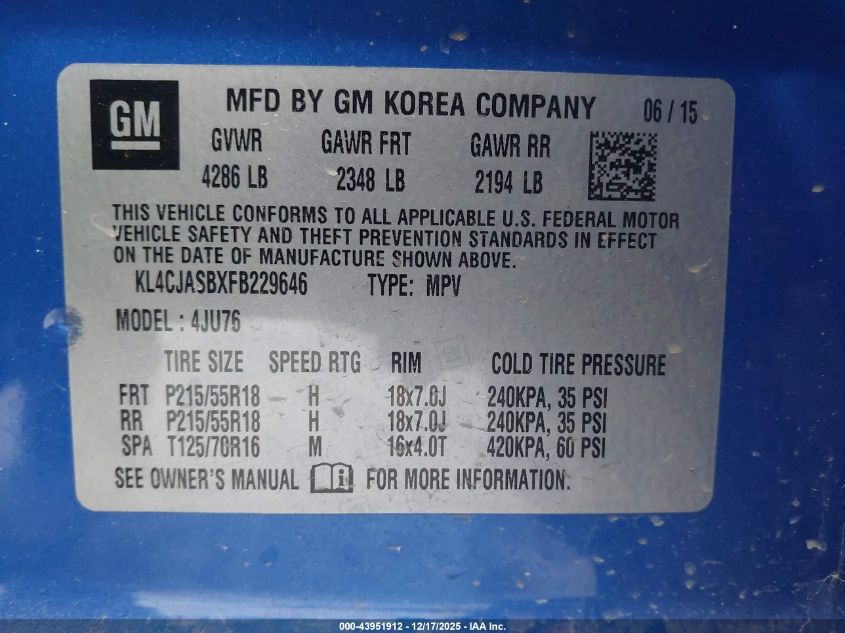 GM
MFD BY GM KOREA COMPANY 06 / 15
GVWR GAWR FRT GAWR RR
4286 LB 2348 LB 2194 LB
THIS VEHICLE CONFORMS TO ALL APPLICABLE U.S. FEDERAL MOTOR
VEHICLE SAFETY AND THEFT PREVENTION STANDARDS IN EFFECT
ON THE DATE OF MANUFACTURE SHOWN ABOVE.
KL4CJASBXFB229646 TYPE: MPV
MODEL : 4JU76
TIRE SIZE SPEED RTG RIM COLD TIRE PRESSURE
FRT P215/55R18 H 18x7.0J 240KPA, 35 PSI
RR P215/55R18 H 18x7.0J 240KPA, 35 PSI
SPA T125/70R16 M 16x4.0T 420KPA, 60 PSI
SEE OWNER'S MANUAL i FOR MORE INFORMATION.
000-43951912 - 12/17/2025 - IAA Inc.